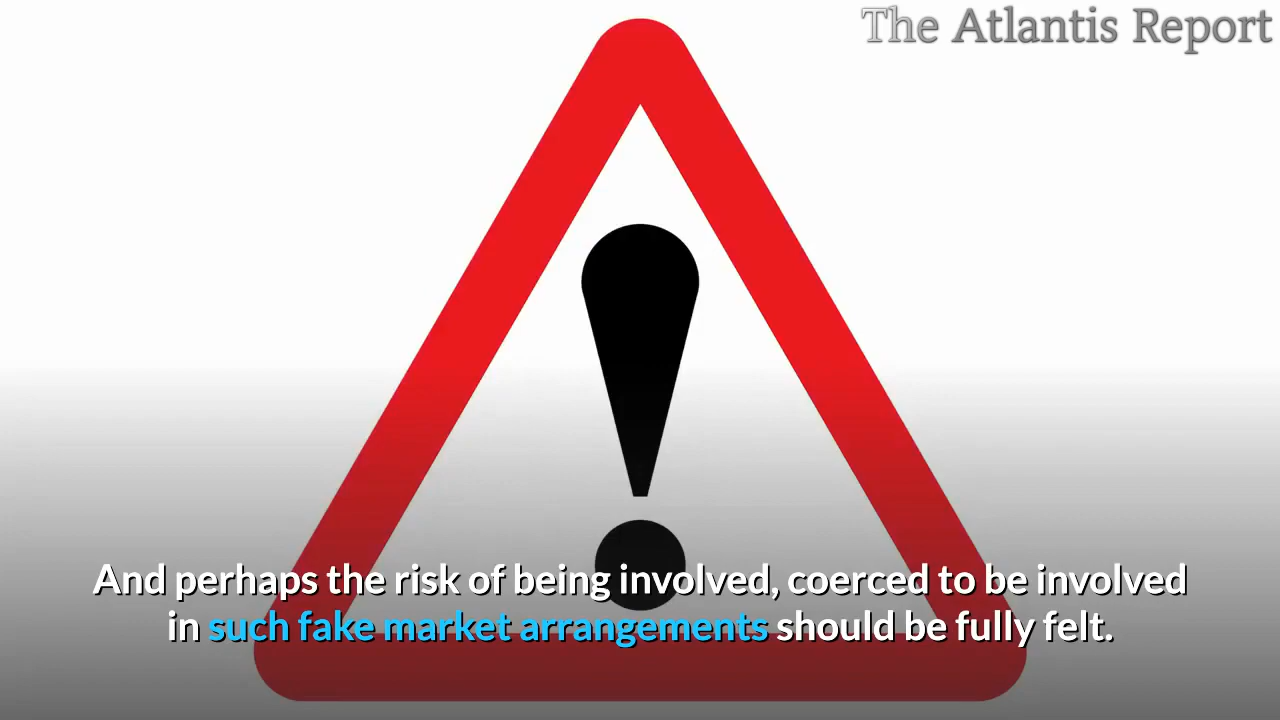 The Atlantis Report
And perhaps the risk of being involved, coerced to be involved
in such fake market arrangements should be fully felt.